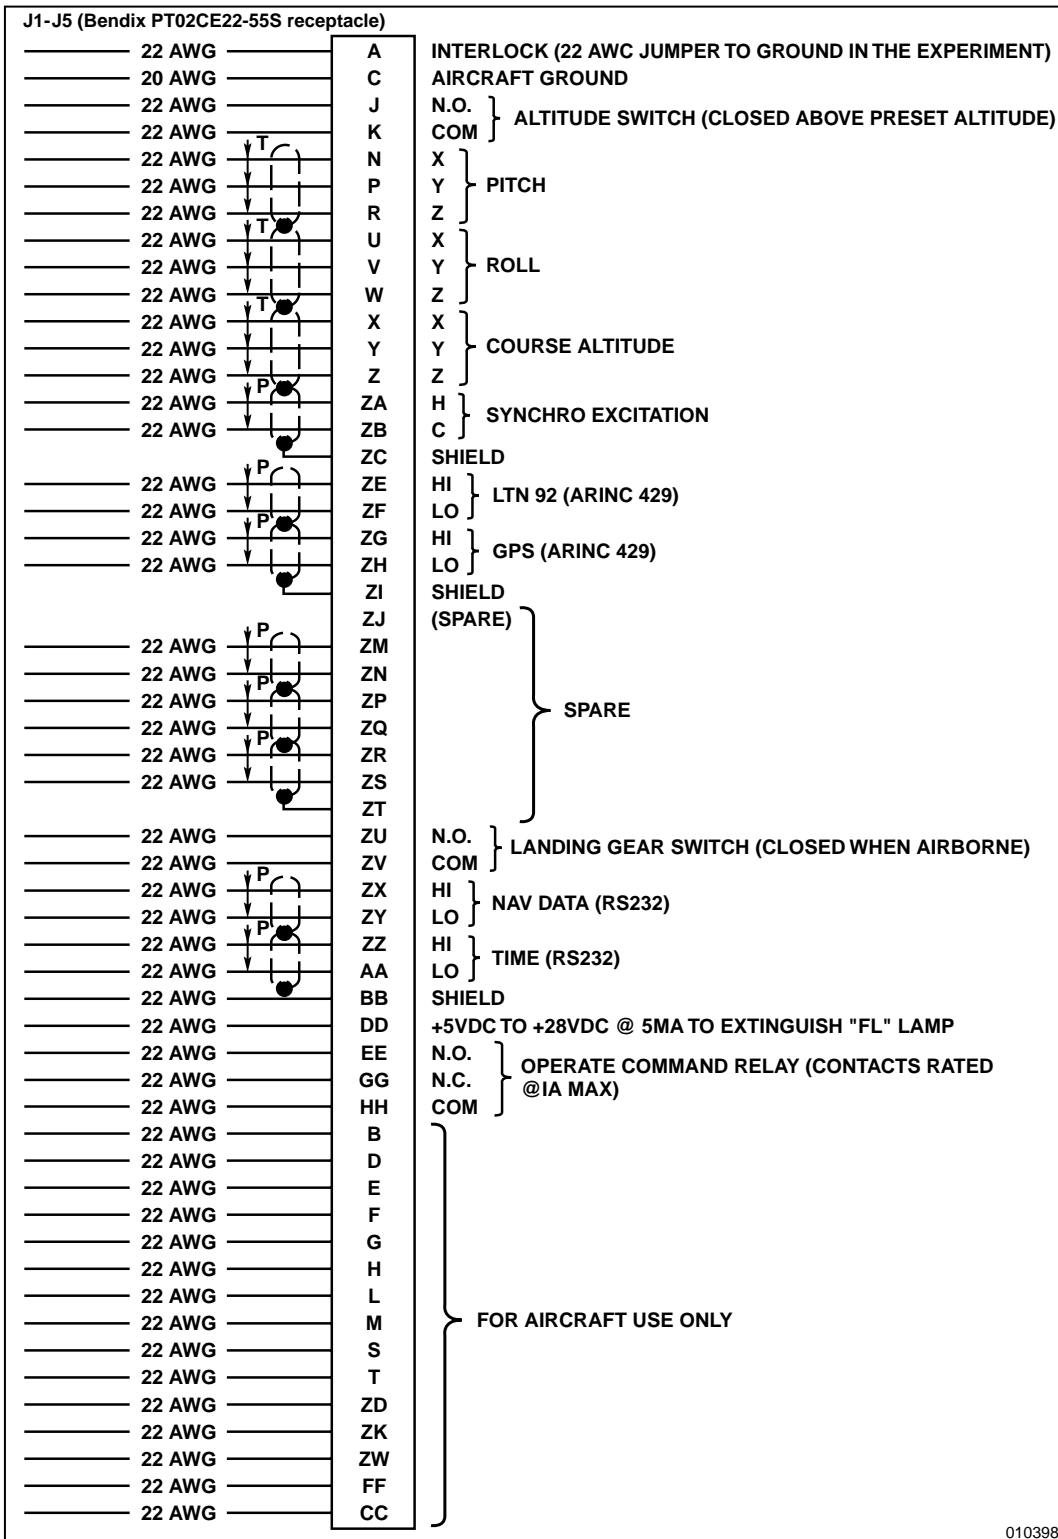 J1-J5 (Bendix PT02CE22-55S receptacle)
22 AWG A INTERLOCK (22 AWC JUMPER TO GROUND IN THE EXPERIMENT)
20 AWG C AIRCRAFT GROUND
22 AWG J N.O.
ALTITUDE SWITCH (CLOSED ABOVE PRESET ALTITUDE)
22 AWG K COM
T
22 AWG N X
22 AWG P Y PITCH
22 AWG R Z
T
22 AWG U X
22 AWG V Y ROLL
22 AWG W Z
T
22 AWG X X
22 AWG Y Y COURSE ALTITUDE
22 AWG Z Z
P
22 AWG ZA H
SYNCHRO EXCITATION
22 AWG ZB C
ZC SHIELD
P
22 AWG ZE HI
LTN 92 (ARINC 429)
22 AWG ZF LO
P
22 AWG ZG HI
GPS (ARINC 429)
22 AWG ZH LO
ZI SHIELD
ZJ (SPARE)
P
22 AWG ZM
22 AWG ZN
P
22 AWG ZP
SPARE
22 AWG ZQ
P
22 AWG ZR
22 AWG ZS
ZT
22 AWG ZU N.O.
LANDING GEAR SWITCH (CLOSED WHEN AIRBORNE)
22 AWG ZV COM
P
22 AWG ZX HI
NAV DATA (RS232)
22 AWG ZY LO
P
22 AWG ZZ HI
TIME (RS232)
22 AWG AA LO
22 AWG BB SHIELD
22 AWG DD +5VDC TO +28VDC @ 5MA TO EXTINGUISH "FL" LAMP
22 AWG EE N.O.
OPERATE COMMAND RELAY (CONTACTS RATED
22 AWG GG N.C.
@IA MAX)
22 AWG HH COM
22 AWG B
22 AWG D
22 AWG E
22 AWG F
22 AWG G
22 AWG H
22 AWG L
22 AWG M FOR AIRCRAFT USE ONLY
22 AWG S
22 AWG T
22 AWG ZD
22 AWG ZK
22 AWG ZW
22 AWG FF
22 AWG CC
010398